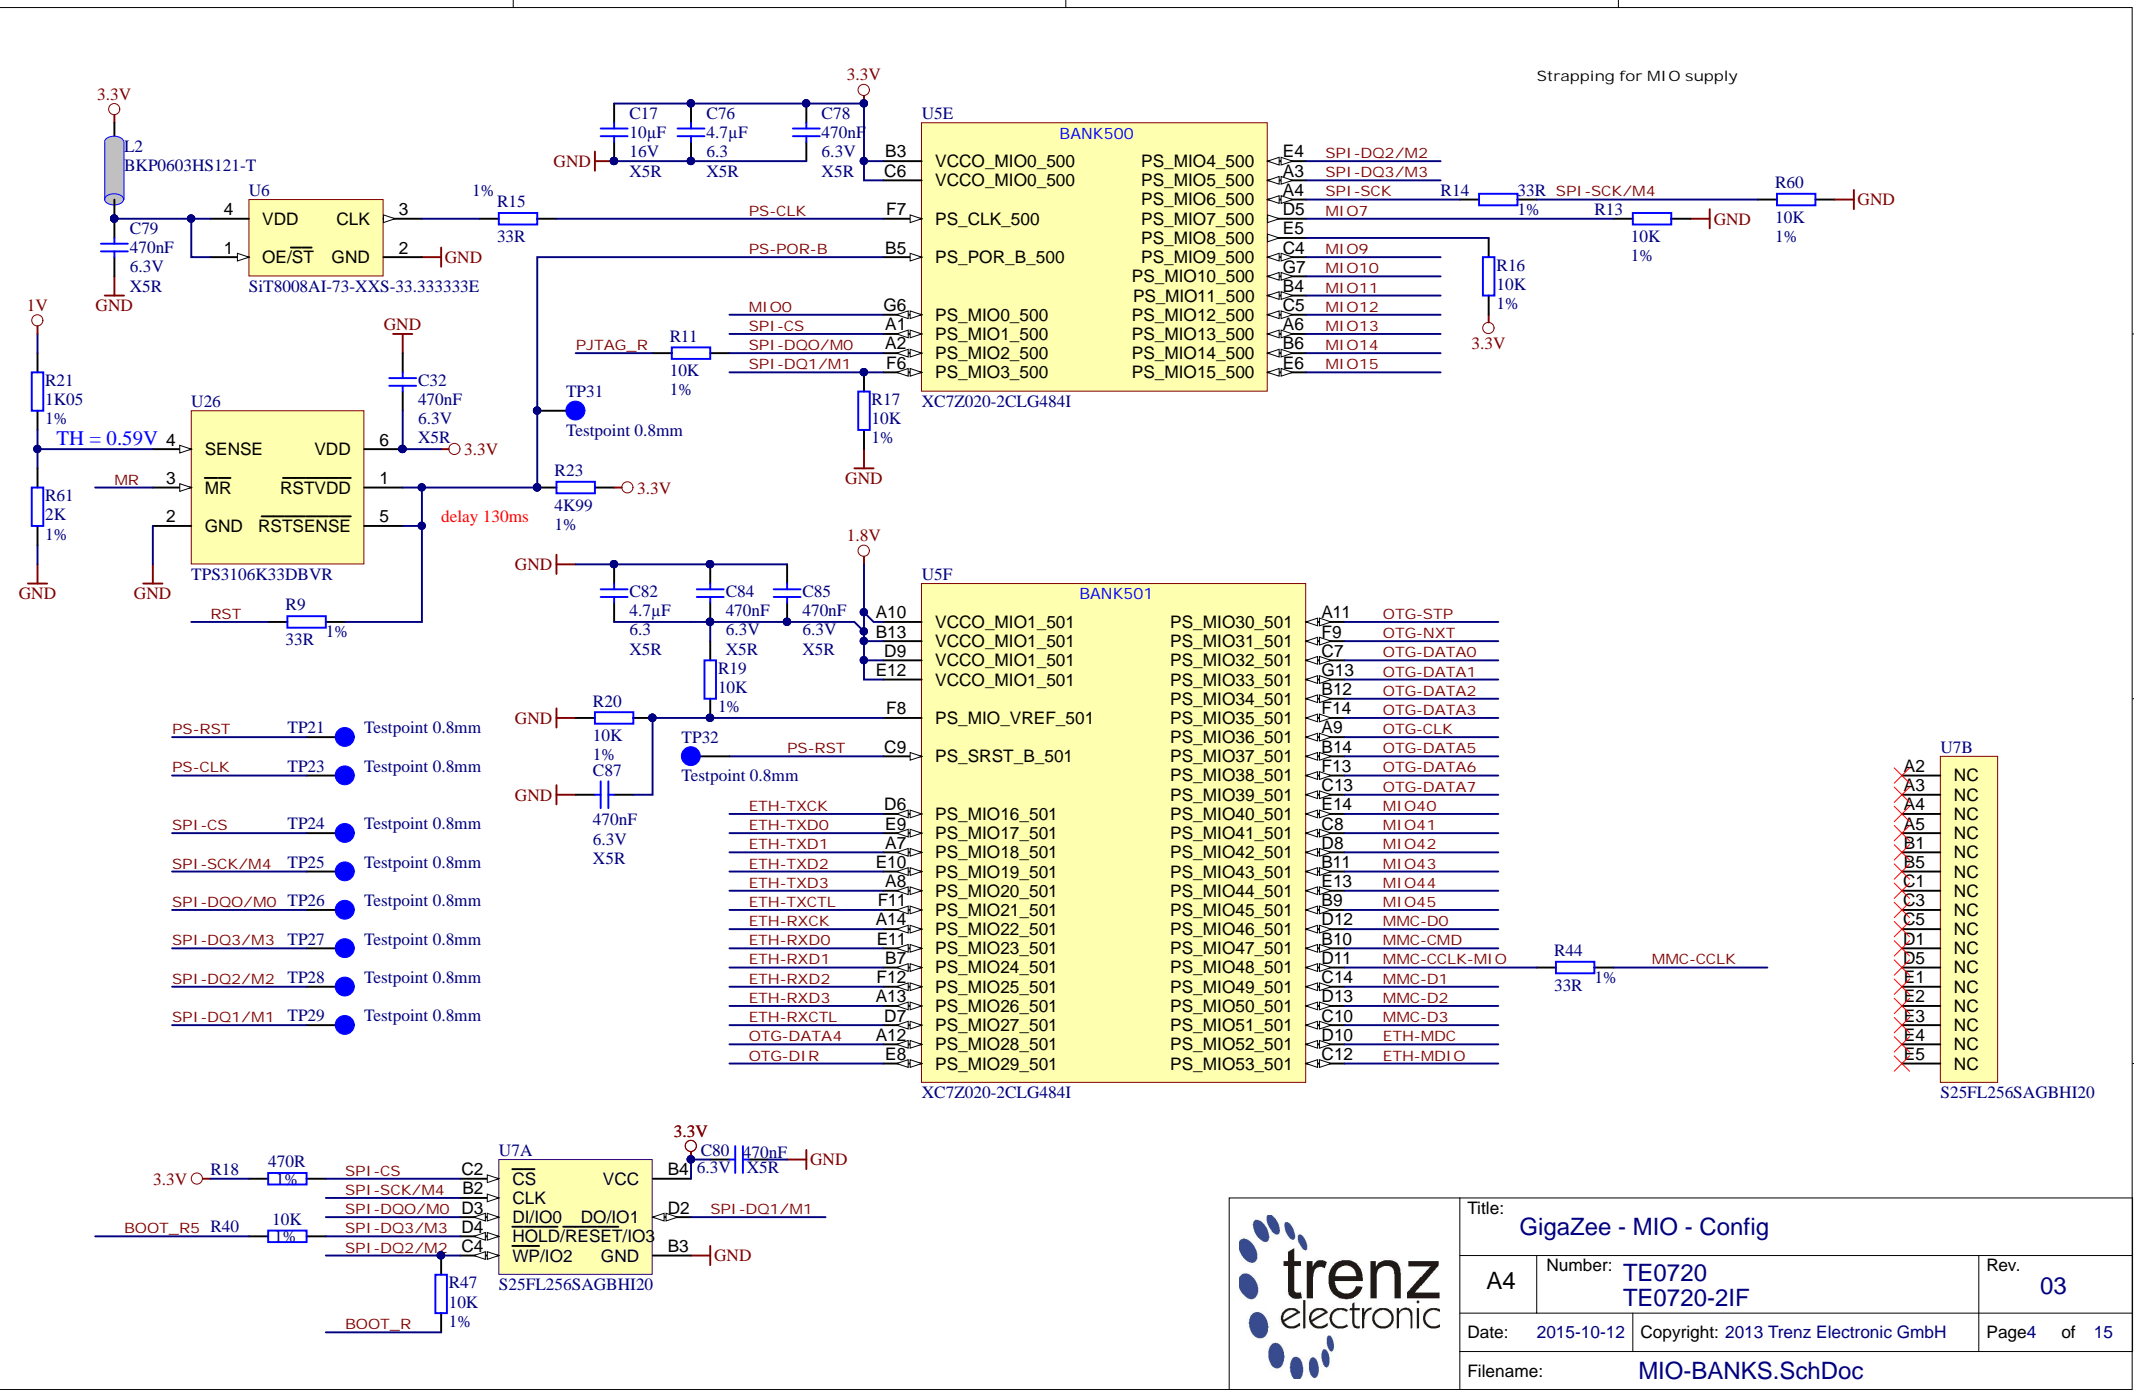 Strapping for MIO supply
3.3V
L2
BKP0603HS121-T
C79
470nF
6.3V
X5R
GND
U6
4 VDD CLK 3
1 OE/ST GND 2 GND
SiT8008AI-73-XXS-33.333333E
1%
R15
33R
PS-CLK F7
PS-POR-B B5
3.3V
C17
10µF
16V
X5R
C76
4.7µF
6.3
X5R
C78
470nF
6.3V
X5R
GND
U5E
BANK500
B3 VCCO_MIO0_500
C6 VCCO_MIO0_500
PS_CLK_500
PS_POR_B_500
MIO0 G6 PS_MIO0_500
SPI-CS A1 PS_MIO1_500
SPI-DQ0/M0 A2 PS_MIO2_500
SPI-DQ1/M1 F6 PS_MIO3_500
PS_MIO4_500 E4 SPI-DQ2/M2
PS_MIO5_500 A3 SPI-DQ3/M3
PS_MIO6_500 A4 SPI-SCK R14 33R SPI-SCK/M4 R60 GND
1%
10K
1%
PS_MIO7_500 D5 MIO7 R13 GND
10K
1%
PS_MIO8_500 E5
R16
10K
1%
3.3V
PS_MIO9_500 C4 MIO9
PS_MIO10_500 G7 MIO10
PS_MIO11_500 B4 MIO11
PS_MIO12_500 C5 MIO12
PS_MIO13_500 A6 MIO13
PS_MIO14_500 B6 MIO14
PS_MIO15_500 E6 MIO15
XC7Z020-2CLG484I
PJTAG_R R11
10K
1%
R17
10K
1%
GND
1V
R21
1K05
1%
TH = 0.59V
R61
2K
1%
GND
MR
GND
C32
470nF
6.3V
X5R
3.3V
U26
4 SENSE VDD 6
3 MR RSTVDD 1
2 GND RSTSENSE 5
TPS3106K33DBVR
GND
delay 130ms
TP31
Testpoint 0.8mm
R23
4K99
1%
3.3V
RST R9
33R
1%
1.8V
GND
C82
4.7µF
6.3
X5R
C84
470nF
6.3V
X5R
C85
470nF
6.3V
X5R
R19
10K
1%
GND
R20
10K
1%
GND
C87
470nF
6.3V
X5R
TP32
Testpoint 0.8mm
U5F
BANK501
A10 VCCO_MIO1_501
B13 VCCO_MIO1_501
D9 VCCO_MIO1_501
E12 VCCO_MIO1_501
F8 PS_MIO_VREF_501
PS-RST C9 PS_SRST_B_501
ETH-TXCK D6 PS_MIO16_501
ETH-TXD0 E9 PS_MIO17_501
ETH-TXD1 A7 PS_MIO18_501
ETH-TXD2 E10 PS_MIO19_501
ETH-TXD3 A8 PS_MIO20_501
ETH-TXCTL F11 PS_MIO21_501
ETH-RXCK A14 PS_MIO22_501
ETH-RXD0 E11 PS_MIO23_501
ETH-RXD1 B7 PS_MIO24_501
ETH-RXD2 F12 PS_MIO25_501
ETH-RXD3 A13 PS_MIO26_501
ETH-RXCTL D7 PS_MIO27_501
OTG-DATA4 A12 PS_MIO28_501
OTG-DIR E8 PS_MIO29_501
PS_MIO30_501 A11 OTG-STP
PS_MIO31_501 F9 OTG-NXT
PS_MIO32_501 C7 OTG-DATA0
PS_MIO33_501 G13 OTG-DATA1
PS_MIO34_501 B12 OTG-DATA2
PS_MIO35_501 F14 OTG-DATA3
PS_MIO36_501 A9 OTG-CLK
PS_MIO37_501 B14 OTG-DATA5
PS_MIO38_501 F13 OTG-DATA6
PS_MIO39_501 C13 OTG-DATA7
PS_MIO40_501 E14 MIO40
PS_MIO41_501 C8 MIO41
PS_MIO42_501 D8 MIO42
PS_MIO43_501 B11 MIO43
PS_MIO44_501 E13 MIO44
PS_MIO45_501 B9 MIO45
PS_MIO46_501 D12 MMC-D0
PS_MIO47_501 B10 MMC-CMD
PS_MIO48_501 D11 MMC-CCLK-MIO R44 MMC-CCLK
33R
1%
PS_MIO49_501 C14 MMC-D1
PS_MIO50_501 D13 MMC-D2
PS_MIO51_501 C10 MMC-D3
PS_MIO52_501 D10 ETH-MDC
PS_MIO53_501 C12 ETH-MDIO
XC7Z020-2CLG484I
PS-RST TP21 Testpoint 0.8mm
PS-CLK TP23 Testpoint 0.8mm
SPI-CS TP24 Testpoint 0.8mm
SPI-SCK/M4 TP25 Testpoint 0.8mm
SPI-DQ0/M0 TP26 Testpoint 0.8mm
SPI-DQ3/M3 TP27 Testpoint 0.8mm
SPI-DQ2/M2 TP28 Testpoint 0.8mm
SPI-DQ1/M1 TP29 Testpoint 0.8mm
U7B
A2 NC
A3 NC
A4 NC
A5 NC
B1 NC
B5 NC
C1 NC
C3 NC
C5 NC
D1 NC
D5 NC
E1 NC
E2 NC
E3 NC
E4 NC
E5 NC
S25FL256SAGBHI20
3.3V
C80 470nF
6.3V X5R
GND
U7A
3.3V R18 470R 1% SPI-CS C2 CS VCC B4
SPI-SCK/M4 B2 CLK
SPI-DQ0/M0 D3 DI/IO0 DO/IO1 D2 SPI-DQ1/M1
BOOT_R5 R40 10K 1% SPI-DQ3/M3 D4 HOLD/RESET/IO3
SPI-DQ2/M2 C4 WP/IO2 GND B3 GND
S25FL256SAGBHI20
R47
10K
1%
BOOT_R
trenz
electronic
Title:
GigaZee - MIO - Config
A4
Number: TE0720
TE0720-2IF
Rev.
03
Date: 2015-10-12 Copyright: 2013 Trenz Electronic GmbH Page4 of 15
Filename: MIO-BANKS.SchDoc